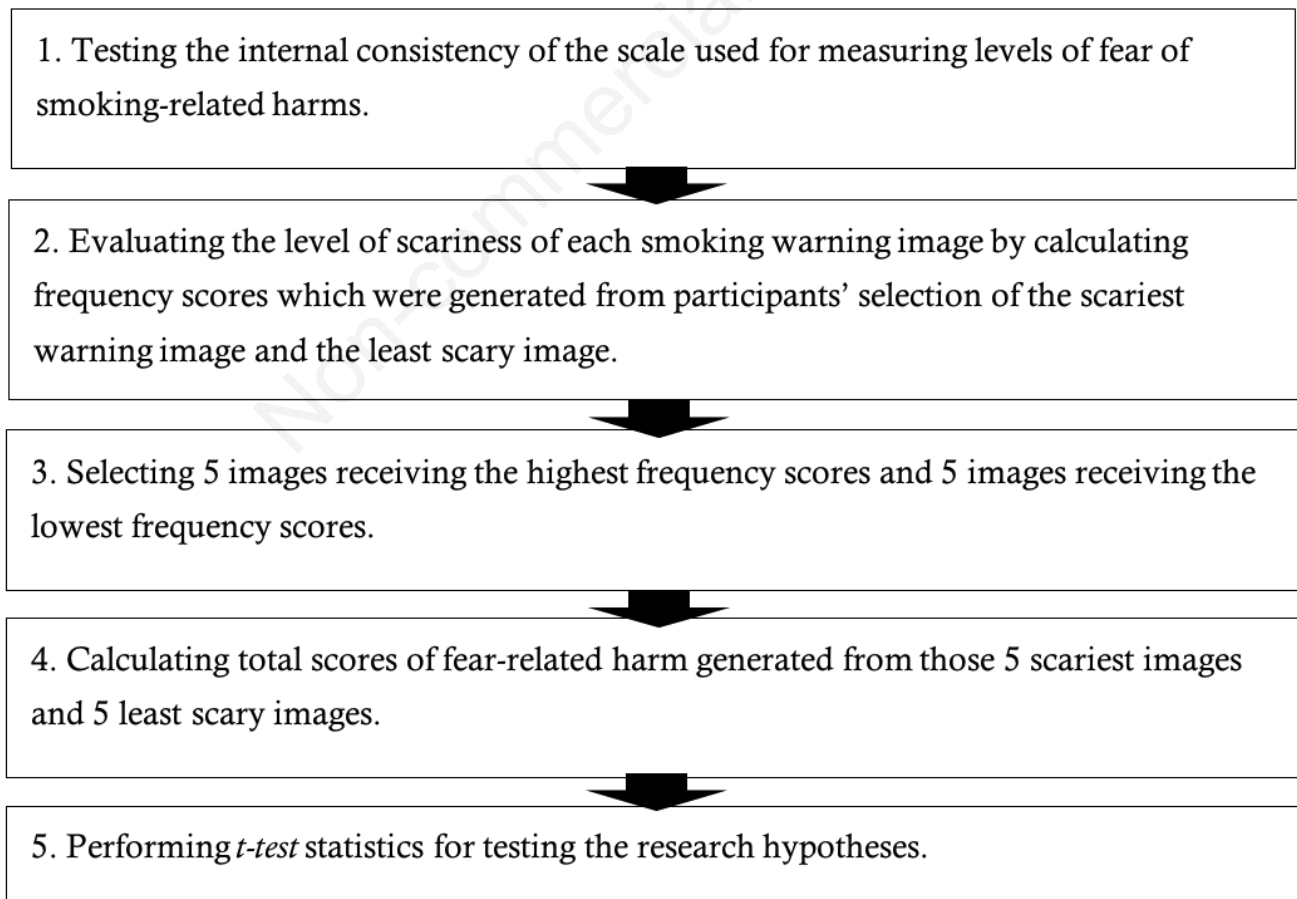 1. Testing the internal consistency of the scale used for measuring levels of fear of
smoking-related harms.
2. Evaluating the level of scariness of each smoking warning image by calculating
frequency scores which were generated from participants’ selection of the scariest
warning image and the least scary image.
3. Selecting 5 images receiving the highest frequency scores and 5 images receiving the
lowest frequency scores.
4. Calculating total scores of fear-related harm generated from those 5 scariest images
and 5 least scary images.
5. Performing t-test statistics for testing the research hypotheses.
Non-commercial